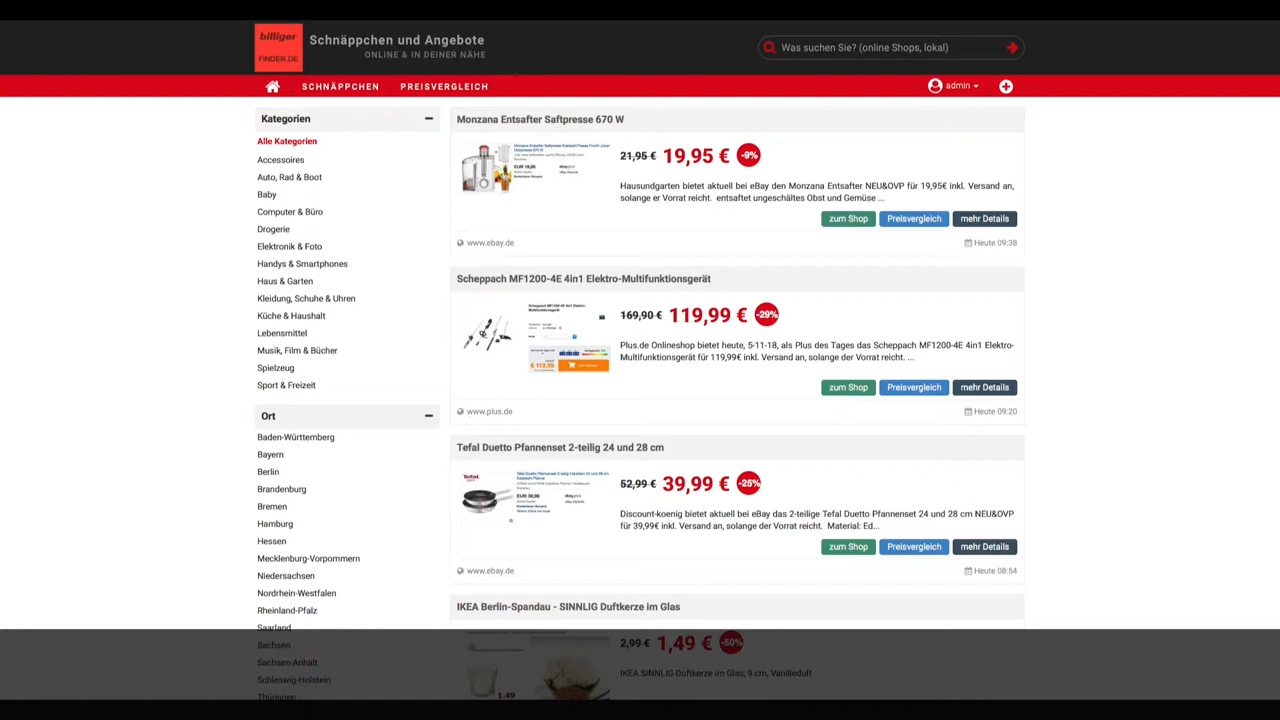 billiger
FINDER.DE
Schnäppchen und Angebote
ONLINE & IN DEINER NÄHE
Was suchen Sie? (online Shops, lokal)
SCHNÄPPCHEN
PREISVERGLEICH
admin
Kategorien
Alle Kategorien
Accessoires
Auto, Rad & Boot
Baby
Computer & Büro
Drogerie
Elektronik & Foto
Handys & Smartphones
Haus & Garten
Kleidung, Schuhe & Uhren
Küche & Haushalt
Lebensmittel
Musik, Film & Bücher
Spielzeug
Sport & Freizeit
Ort
Baden-Württemberg
Bayern
Berlin
Brandenburg
Bremen
Hamburg
Hessen
Mecklenburg-Vorpommern
Niedersachsen
Nordrhein-Westfalen
Rheinland-Pfalz
Saarland
Sachsen
Sachsen-Anhalt
Schleswig-Holstein
Thüringen
Monzana Entsafter Saftpresse 670 W
21,95 € 19,95 € -9%
Hausundgarten bietet aktuell bei eBay den Monzana Entsafter NEU&OVP für 19,95€ inkl. Versand an,
solange er Vorrat reicht. entsaftet ungeschältes Obst und Gemüse ...
zum Shop Preisvergleich mehr Details
www.ebay.de Heute 09:38
Scheppach MF1200-4E 4in1 Elektro-Multifunktionsgerät
€ 119,99
169,90 € 119,99 € -29%
Plus.de Onlineshop bietet heute, 5-11-18, als Plus des Tages das Scheppach MF1200-4E 4in1 Elektro-
Multifunktionsgerät für 119,99€ inkl. Versand an, solange der Vorrat reicht. ...
zum Shop Preisvergleich mehr Details
www.plus.de Heute 09:20
Tefal Duetto Pfannenset 2-teilig 24 und 28 cm
Tefal
EUR 39,99
52,99 € 39,99 € -25%
Discount-koenig bietet aktuell bei eBay das 2-teilige Tefal Duetto Pfannenset 24 und 28 cm NEU&OVP
für 39,99€ inkl. Versand an, solange der Vorrat reicht. Material: Ed...
zum Shop Preisvergleich mehr Details
www.ebay.de Heute 08:54
IKEA Berlin-Spandau - SINNLIG Duftkerze im Glas
1.49
2,99 € 1,49 € -50%
IKEA SINNLIG Duftkerze im Glas, 9 cm, Vanilleduft